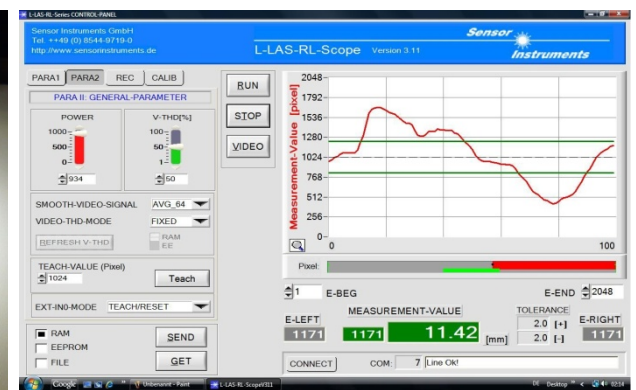 L-LAS-RL-Series CONTROL-PANEL
Sensor Instruments GmbH
Tel. ++49 (0) 8544-9719-0
http://www.sensorinstruments.de
L-LAS-RL-Scope Version 3.11
Sensor
Instruments
PARA1 PARA2 REC CALIB
PARA II: GENERAL-PARAMETER
POWER V-THD[%]
1000
500
0
100
50
1
934 50
SMOOTH-VIDEO-SIGNAL AVG_64
VIDEO-THD-MODE FIXED
REFRESH V-THD RAM
EE
TEACH-VALUE (Pixel)
1024 Teach
EXT-IN0-MODE TEACH/RESET
RAM
EEPROM
FILE
SEND
GET
RUN
STOP
VIDEO
Measurement-Value [pixel]
2048
1792
1536
1280
1024
768
512
256
0
0 100
Pixel:
1 E-BEG E-END 2048
MEASUREMENT-VALUE TOLERANCE
E-LEFT E-RIGHT
1171 1171 11.42 [mm] 2.0 [+] 1171
2.0 [-]
CONNECT COM: 7 Line Ok!
Google Unbenannt - Paint L-LAS-RL-ScopeV311 DE Desktop 02:54